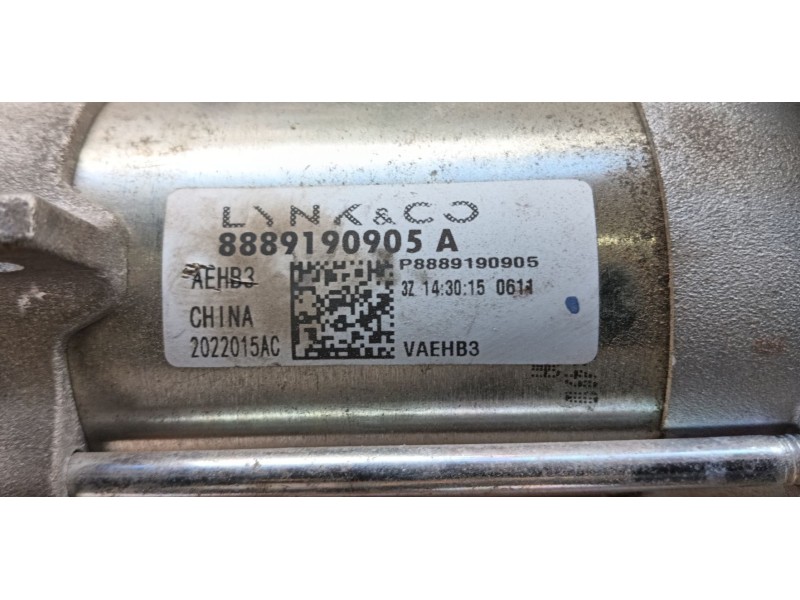 LYNK&CO
8889190905 A
P8889190905
AEHB3
3Z 14:30:15 0611
CHINA
2022015AC
VAEHB3